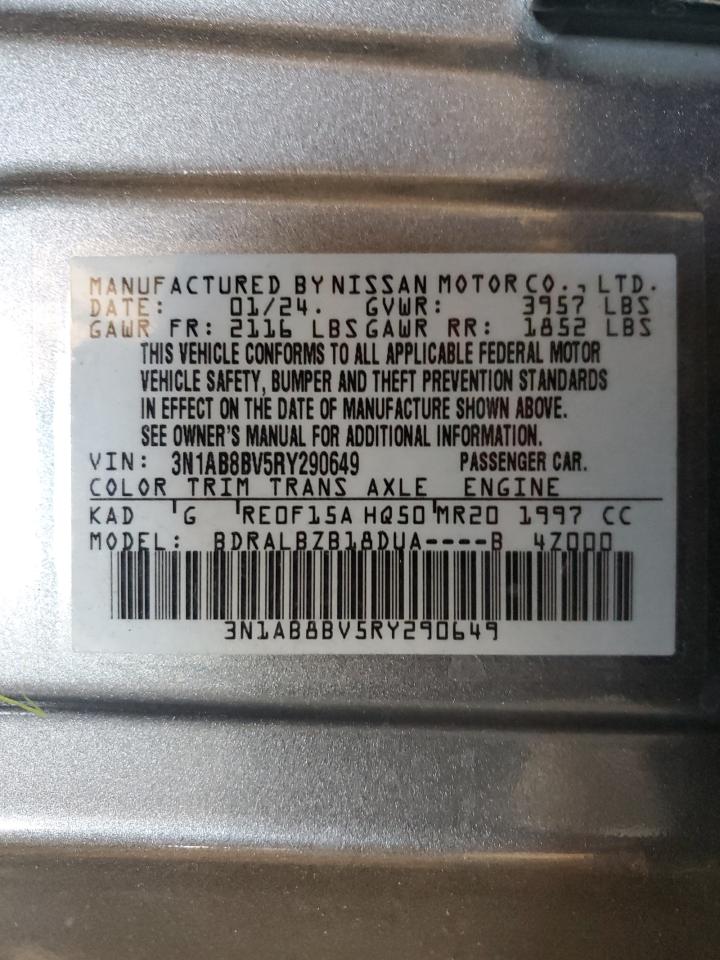 MANUFACTURED BY NISSAN MOTOR CO., LTD.
DATE: 01/24. GVWR: 3957 LBS
GAWR FR: 2116 LBS GAWR RR: 1852 LBS
THIS VEHICLE CONFORMS TO ALL APPLICABLE FEDERAL MOTOR
VEHICLE SAFETY, BUMPER AND THEFT PREVENTION STANDARDS
IN EFFECT ON THE DATE OF MANUFACTURE SHOWN ABOVE.
SEE OWNER'S MANUAL FOR ADDITIONAL INFORMATION.
VIN: 3N1AB8BV5RY290649 PASSENGER CAR.
COLOR TRIM TRANS AXLE ENGINE
KAD 'G 'RE0F15A HQ50'MR20 1997 CC
MODEL: BDRALBZB18DUA----B 4Z000
3N1AB8BV5RY290649